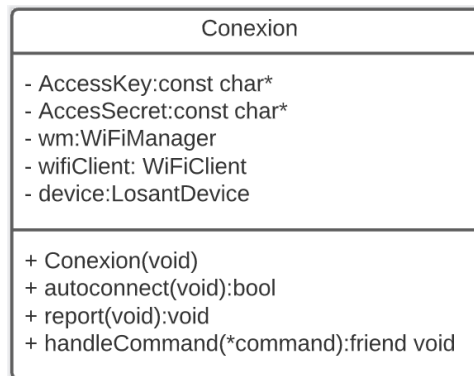 Conexion
- AccessKey:const char*
- AccesSecret:const char*
- wm:WiFiManager
- wifiClient: WiFiClient
- device:LosantDevice
+ Conexion(void)
+ autoconnect(void):bool
+ report(void):void
+ handleCommand(*command):friend void